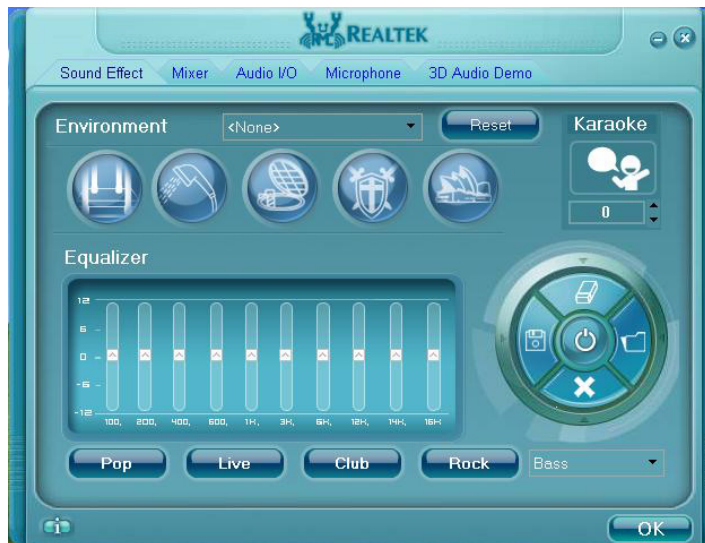 REALTEK
Sound Effect Mixer Audio I/O Microphone 3D Audio Demo
Environment <None> Reset Karaoke
0
Equalizer
12
6
0
-6
-12
100, 200, 400, 600, 1K, 3K, 6K, 12K, 14K, 16K
Pop Live Club Rock Bass
i
OK